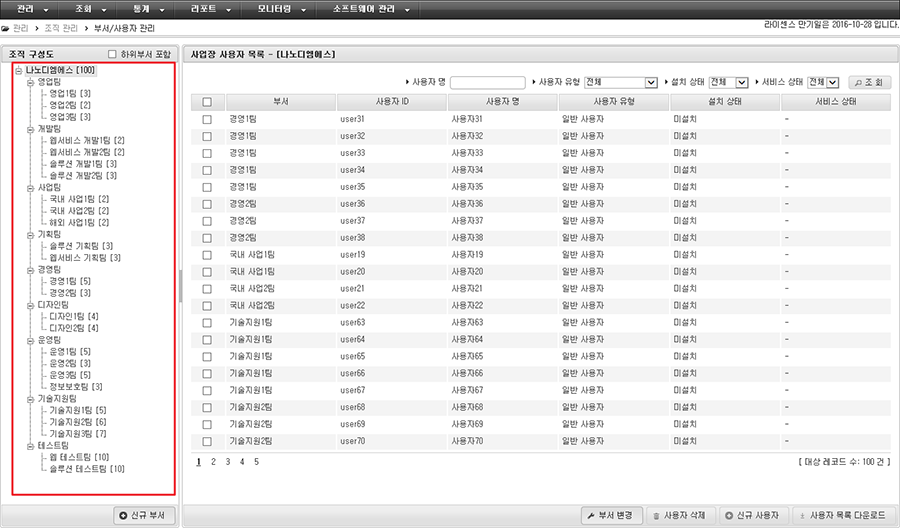 관리 조회 통계 리포트 모니터링 소프트웨어 관리
관리 > 조직 관리 > 부서/사용자 관리
라이센스 만기일은 2016-10-28 입니다.
조직 구성도 하위부서 포함
나노디엠에스 [100]
영업팀
영업1팀 [3]
영업2팀 [2]
영업3팀 [3]
개발팀
웹서비스 개발1팀 [2]
웹서비스 개발2팀 [2]
솔루션 개발1팀 [3]
솔루션 개발2팀 [3]
사업팀
국내 사업1팀 [2]
국내 사업2팀 [2]
해외 사업1팀 [2]
기획팀
솔루션 기획팀 [3]
웹서비스 기획팀 [3]
경영팀
경영1팀 [5]
경영2팀 [3]
디자인팀
디자인1팀 [4]
디자인2팀 [4]
운영팀
운영1팀 [5]
운영2팀 [3]
운영3팀 [5]
정보보호팀 [3]
기술지원팀
기술지원1팀 [5]
기술지원2팀 [6]
기술지원3팀 [7]
테스트팀
웹 테스트팀 [10]
솔루션 테스트팀 [10]
신규 부서
사업장 사용자 목록 - [나노디엠에스]
사용자 명 사용자 유형 전체 설치 상태 전체 서비스 상태 전체 조 회
부서 사용자 ID 사용자 명 사용자 유형 설치 상태 서비스 상태
경영1팀 user31 사용자31 일반 사용자 미설치 -
경영1팀 user32 사용자32 일반 사용자 미설치 -
경영1팀 user33 사용자33 일반 사용자 미설치 -
경영1팀 user34 사용자34 일반 사용자 미설치 -
경영1팀 user35 사용자35 일반 사용자 미설치 -
경영2팀 user36 사용자36 일반 사용자 미설치 -
경영2팀 user37 사용자37 일반 사용자 미설치 -
경영2팀 user38 사용자38 일반 사용자 미설치 -
국내 사업1팀 user19 사용자19 일반 사용자 미설치 -
국내 사업1팀 user20 사용자20 일반 사용자 미설치 -
국내 사업2팀 user21 사용자21 일반 사용자 미설치 -
국내 사업2팀 user22 사용자22 일반 사용자 미설치 -
기술지원1팀 user63 사용자63 일반 사용자 미설치 -
기술지원1팀 user64 사용자64 일반 사용자 미설치 -
기술지원1팀 user65 사용자65 일반 사용자 미설치 -
기술지원1팀 user66 사용자66 일반 사용자 미설치 -
기술지원1팀 user67 사용자67 일반 사용자 미설치 -
기술지원2팀 user68 사용자68 일반 사용자 미설치 -
기술지원2팀 user69 사용자69 일반 사용자 미설치 -
기술지원2팀 user70 사용자70 일반 사용자 미설치 -
1 2 3 4 5 [ 대상 레코드 수: 100 건 ]
부서 변경 사용자 삭제 신규 사용자 사용자 목록 다운로드